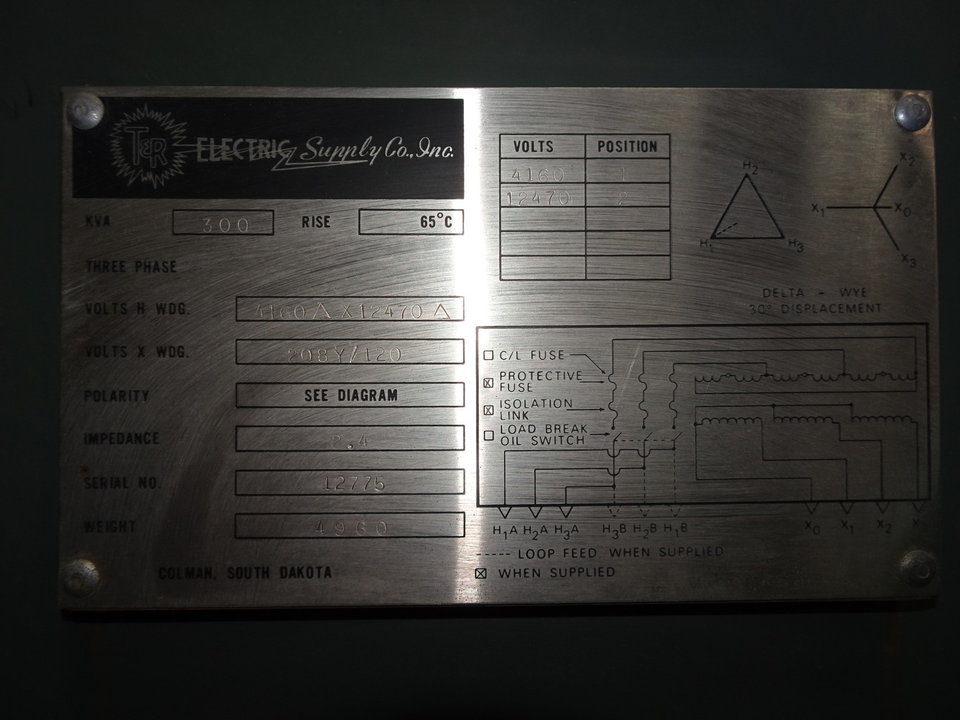 T&R ELECTRIC Supply Co., Inc.
KVA 300 RISE 65°C
THREE PHASE
VOLTS H WDG. 4160 Δ X 12470 Δ
VOLTS X WDG. 208Y/120
POLARITY SEE DIAGRAM
IMPEDANCE 2.4
SERIAL NO. 12775
WEIGHT 4960
COLMAN, SOUTH DAKOTA
VOLTS POSITION
4160 1
12470 2
H2
H1 H3
X2
X1 X0
X3
DELTA - WYE
30° DISPLACEMENT
C/L FUSE
☒ PROTECTIVE
FUSE
☒ ISOLATION
LINK
LOAD BREAK
OIL SWITCH
H1A H2A H3A H3B H2B H1B X0 X1 X2
----- LOOP FEED, WHEN SUPPLIED
☒ WHEN SUPPLIED